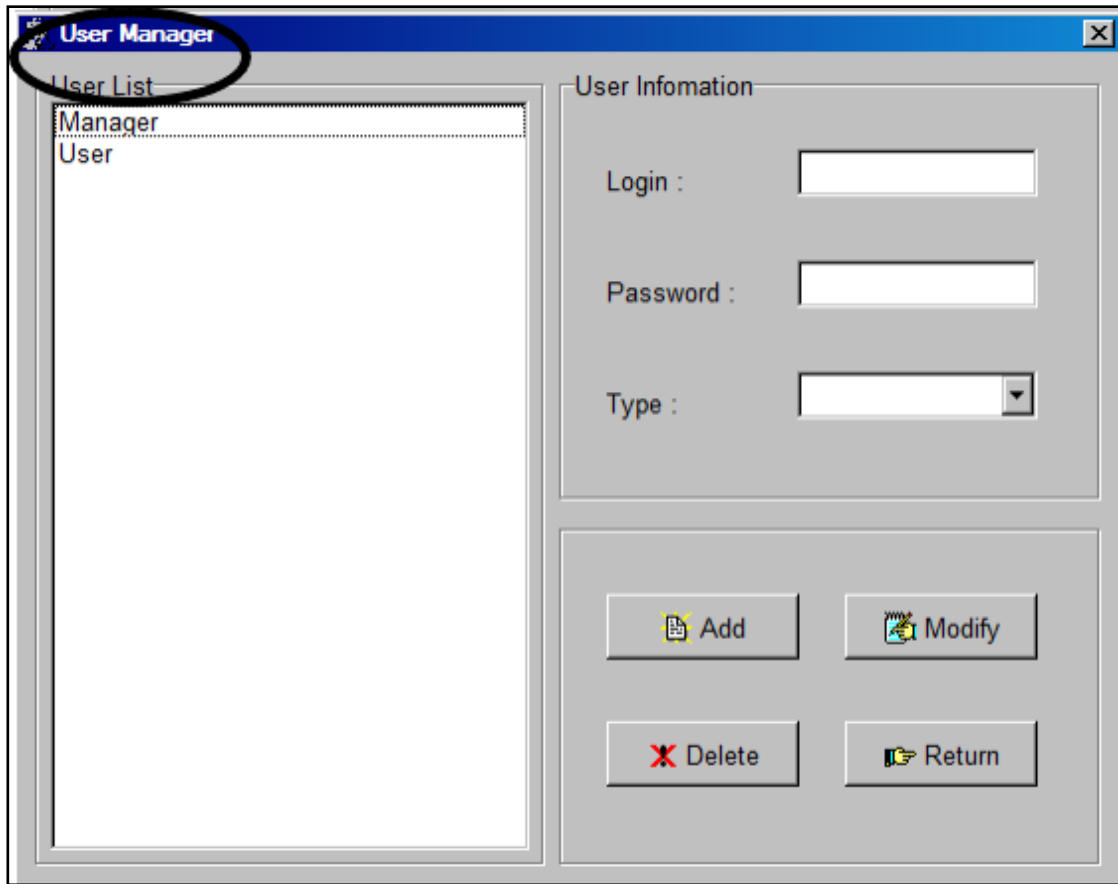 User Manager
User List
Manager
User
User Infomation
Login :
Password :
Type :
Add
Modify
Delete
Return